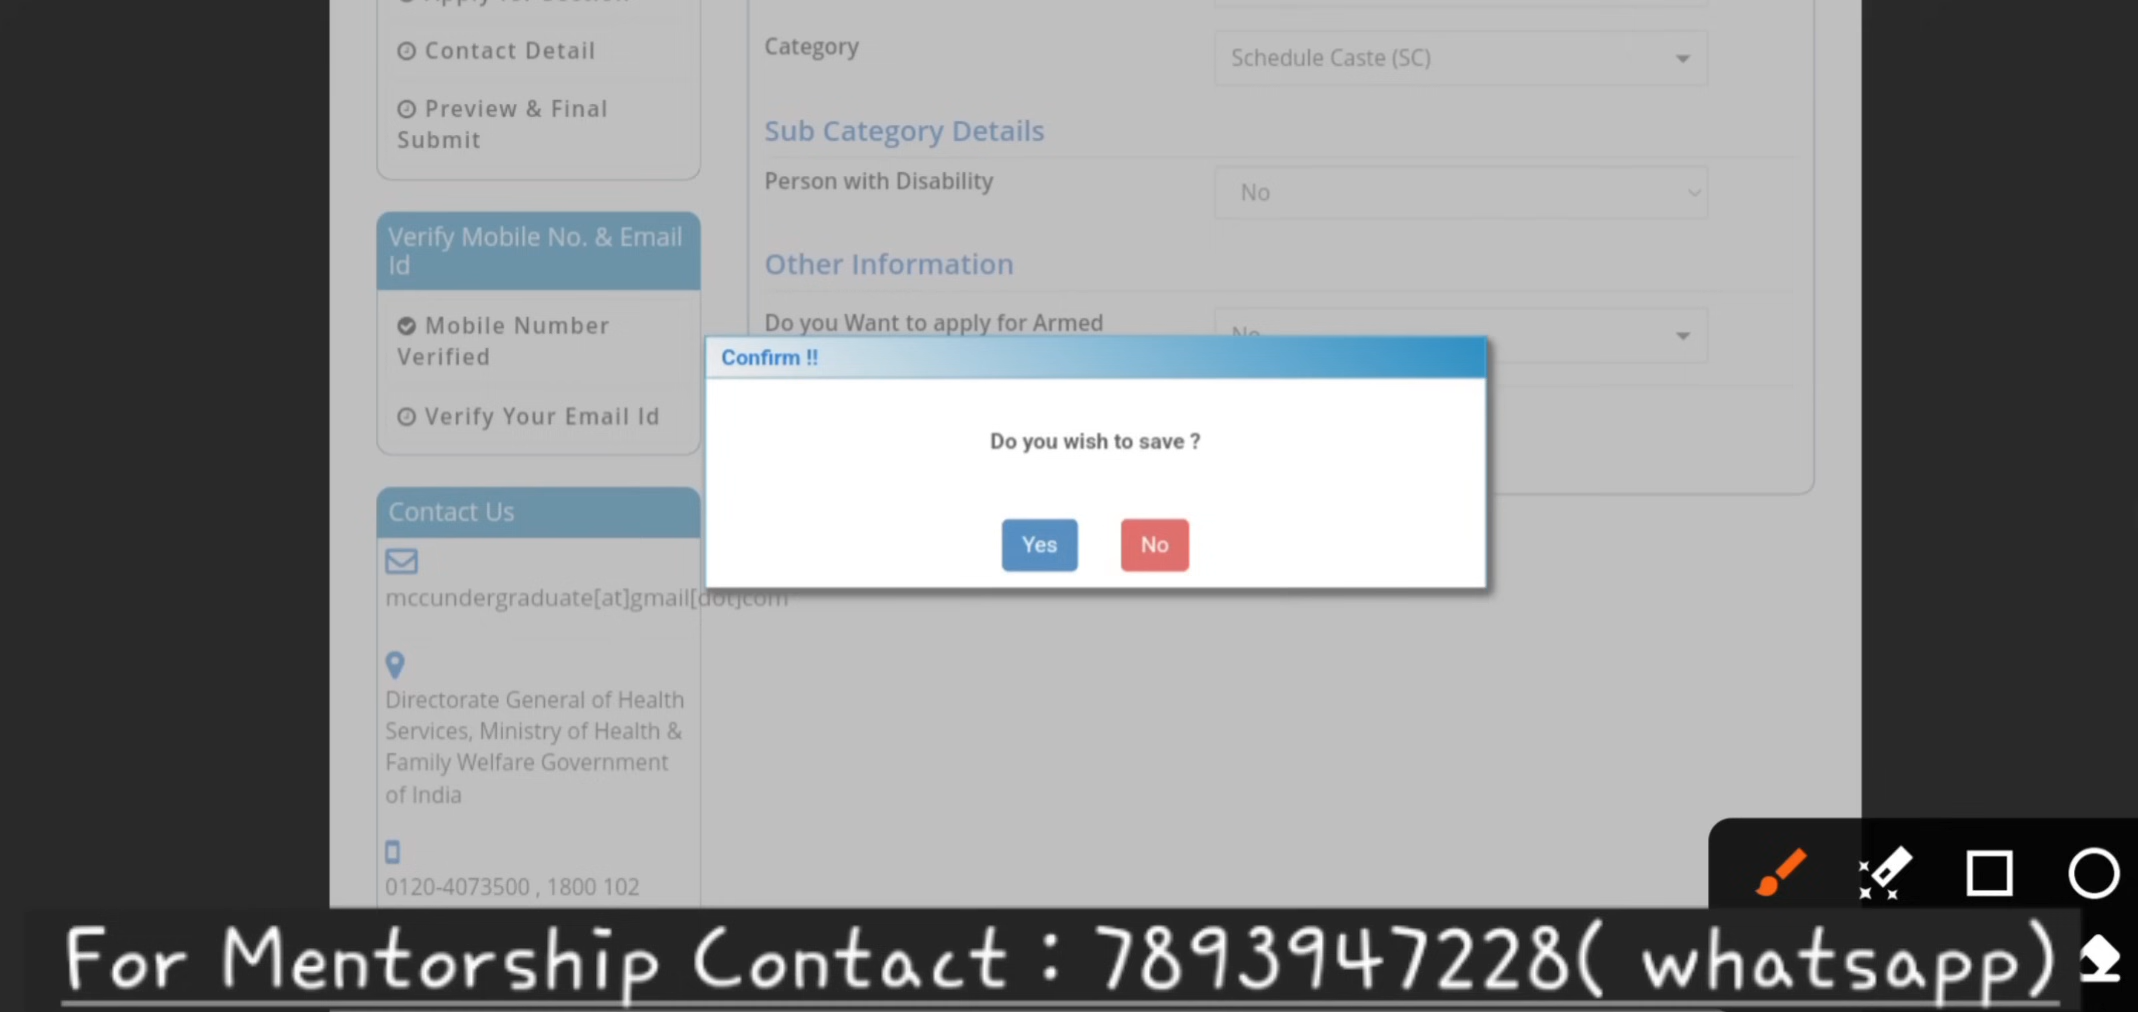 Contact Detail
Preview & Final
Submit
Verify Mobile No. & Email
Id
Mobile Number
Verified
Verify Your Email Id
Contact Us
mccundergraduate[at]gmail[dot]com
Directorate General of Health
Services, Ministry of Health &
Family Welfare Government
of India
0120-4073500 , 1800 102
Category
Schedule Caste (SC)
Sub Category Details
Person with Disability
No
Other Information
Do you Want to apply for Armed
No
Confirm !!
Do you wish to save ?
Yes
No
For Mentorship Contact : 7893947228( whatsapp)